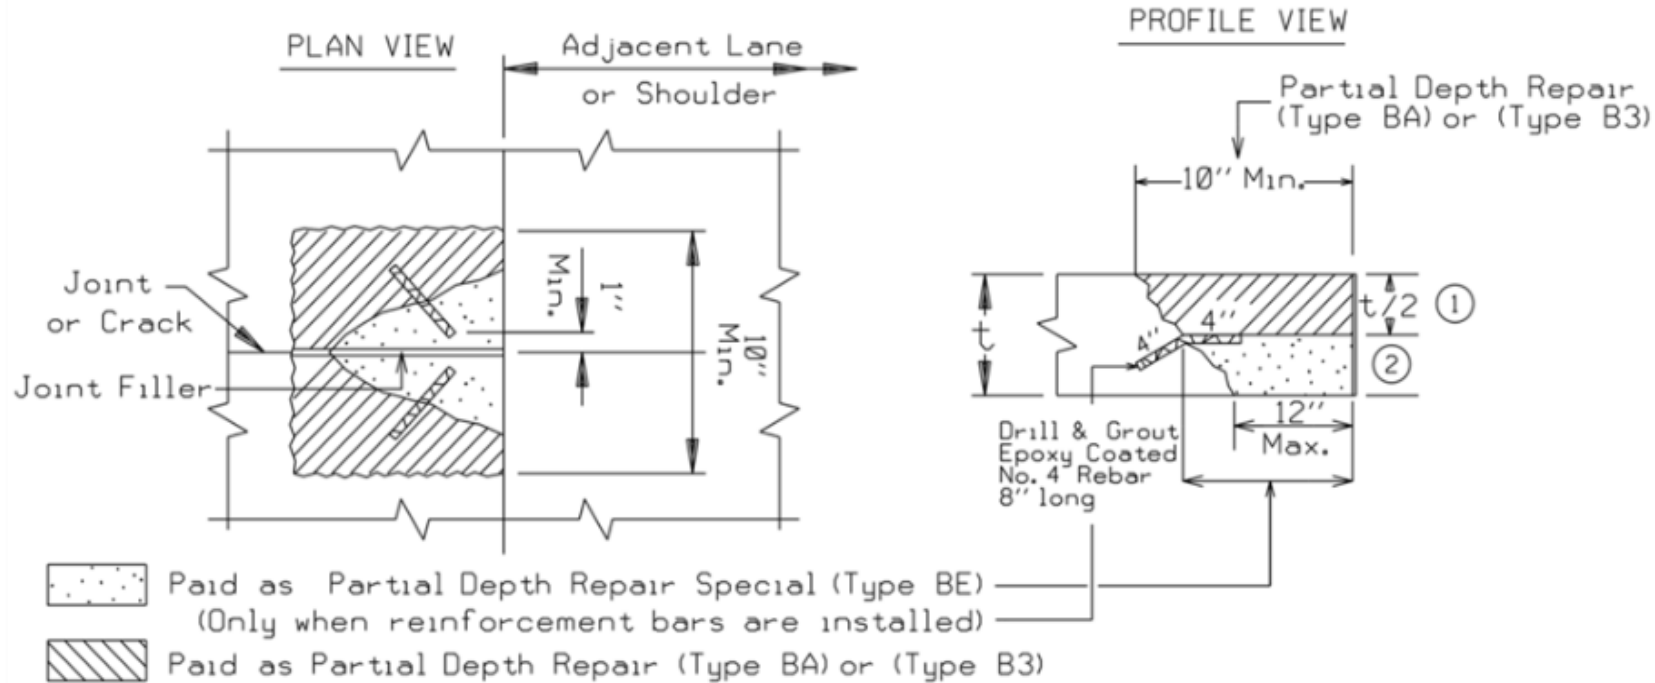 PLAN VIEW
Adjacent Lane
or Shoulder
Joint
or Crack
Joint Filler
1" Min.
10" Min.
PROFILE VIEW
Partial Depth Repair
(Type BA) or (Type B3)
10" Min.
t
t/2 1
2
4"
4"
12"
Max.
Drill & Grout
Epoxy Coated
No. 4 Rebar
8" long
Paid as Partial Depth Repair Special (Type BE)
(Only when reinforcement bars are installed)
Paid as Partial Depth Repair (Type BA) or (Type B3)